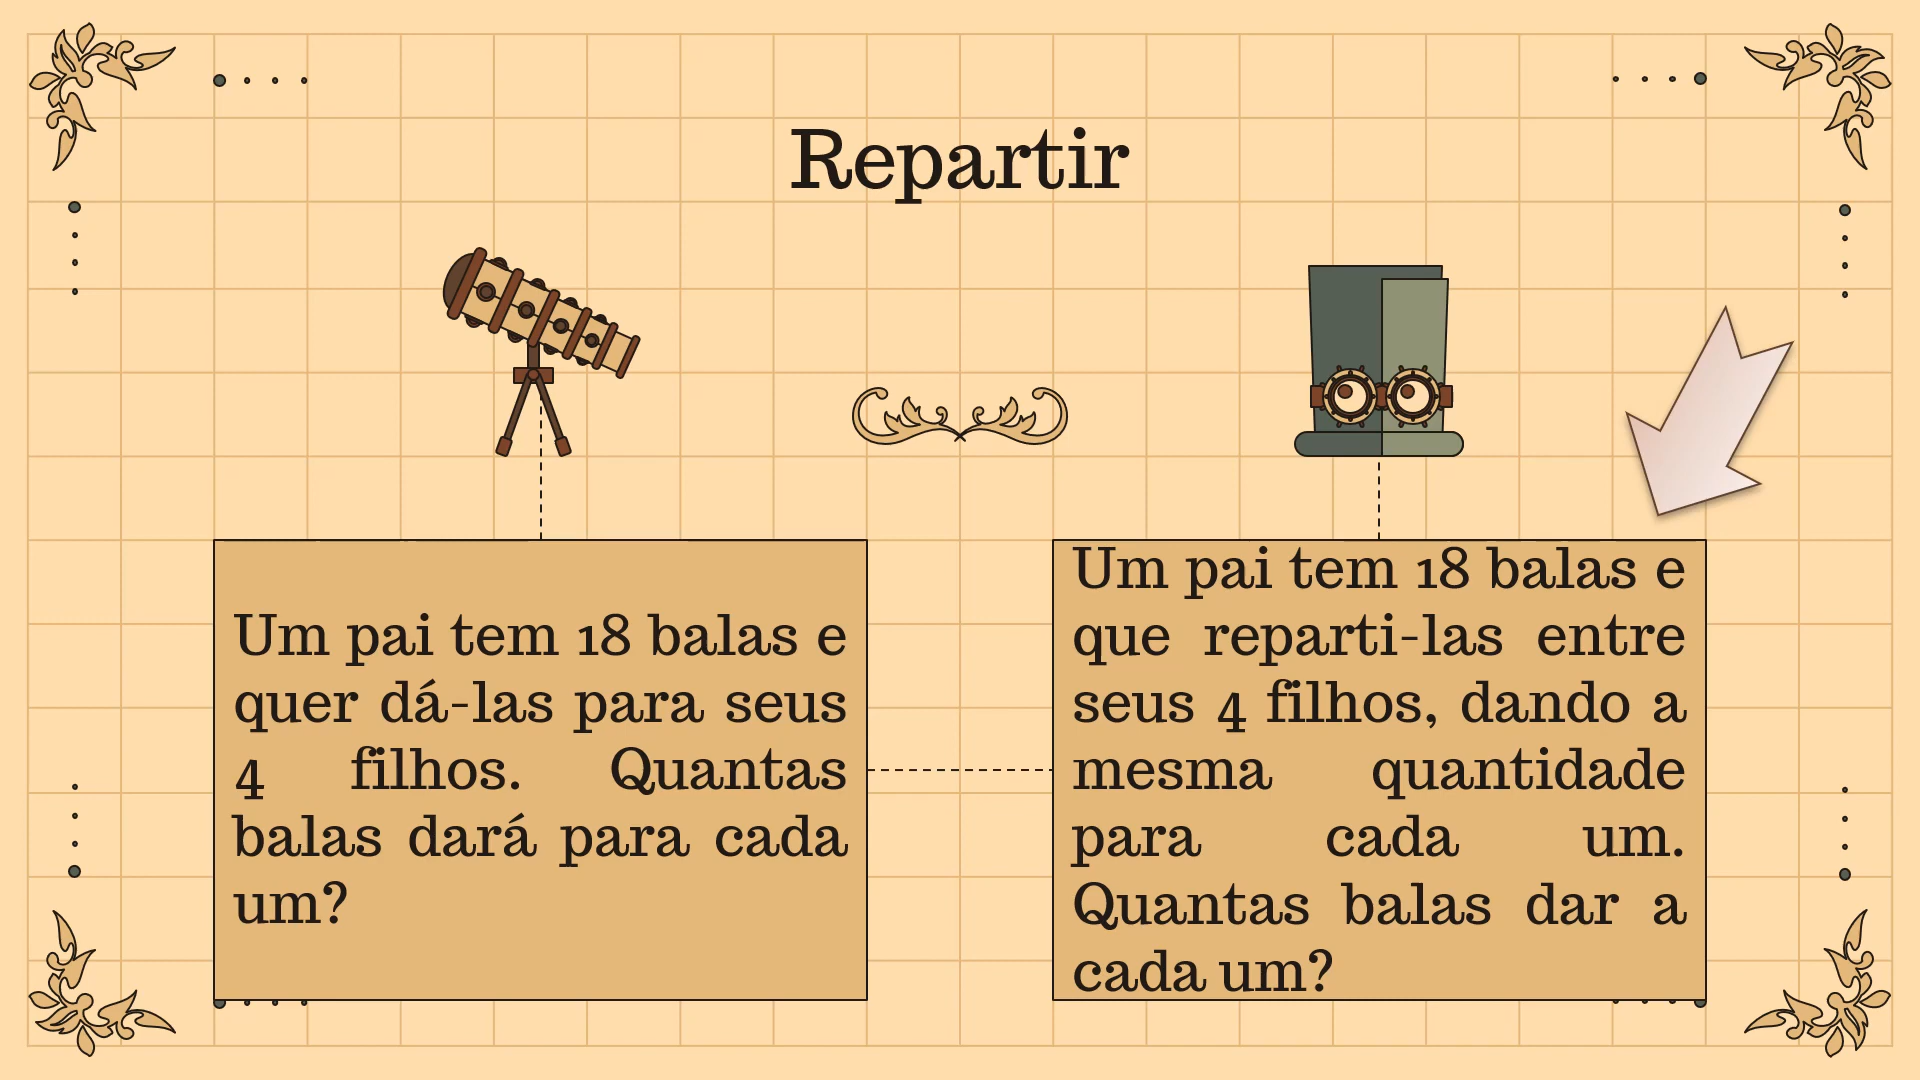 Repartir
Um pai tem 18 balas e
quer dá-las para seus
4 filhos. Quantas
balas dará para cada
um?
Um pai tem 18 balas e
que reparti-las entre
seus 4 filhos, dando a
mesma quantidade
para cada um.
Quantas balas dar a
cada um?